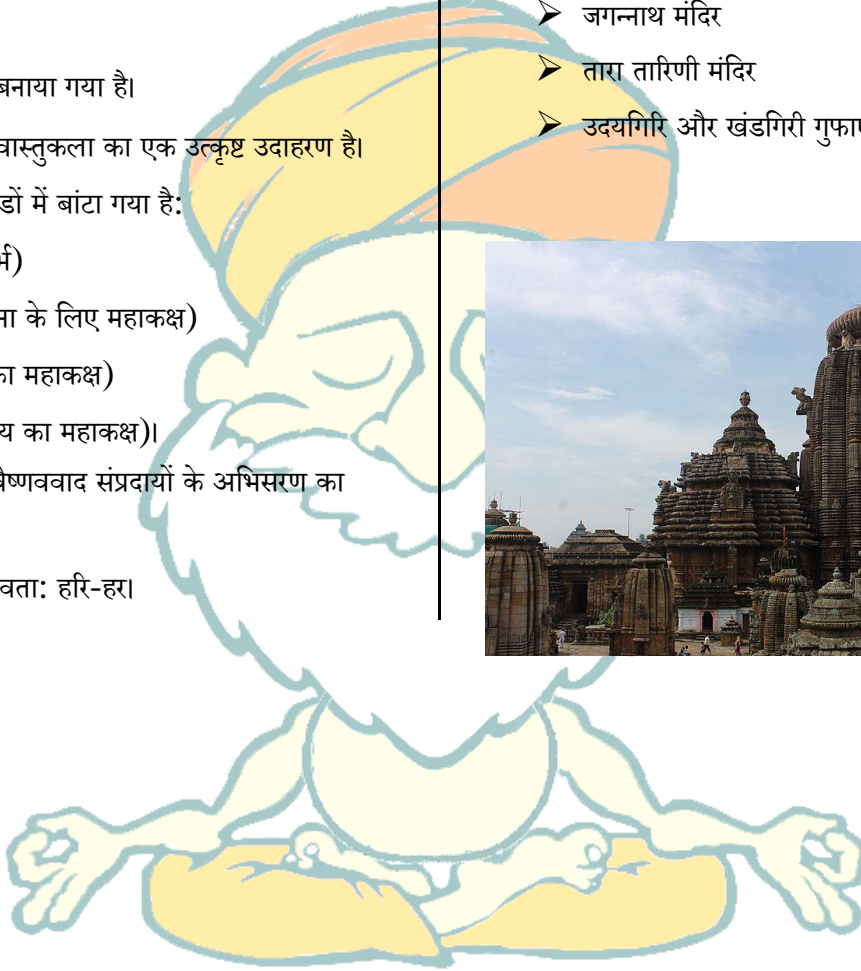 बनाया गया है।
वास्तुकला का एक उत्कृष्ट उदाहरण है।
में बांटा गया है:
के लिए महाकक्ष)
महाकक्ष)
का महाकक्ष)।
वैष्णववाद संप्रदायों के अभिसरण का
हरि-हर।
जगन्नाथ मंदिर
तारा तारिणी मंदिर
उदयगिरि और खंडगिरी